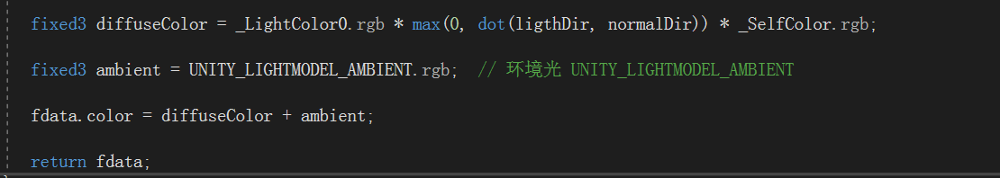 fixed3 diffuseColor = _LightColor0.rgb * max(0, dot(ligthDir, normalDir)) * _SelfColor.rgb;
fixed3 ambient = UNITY_LIGHTMODEL_AMBIENT.rgb;  // 环境光 UNITY_LIGHTMODEL_AMBIENT
fdata.color = diffuseColor + ambient;
return fdata;